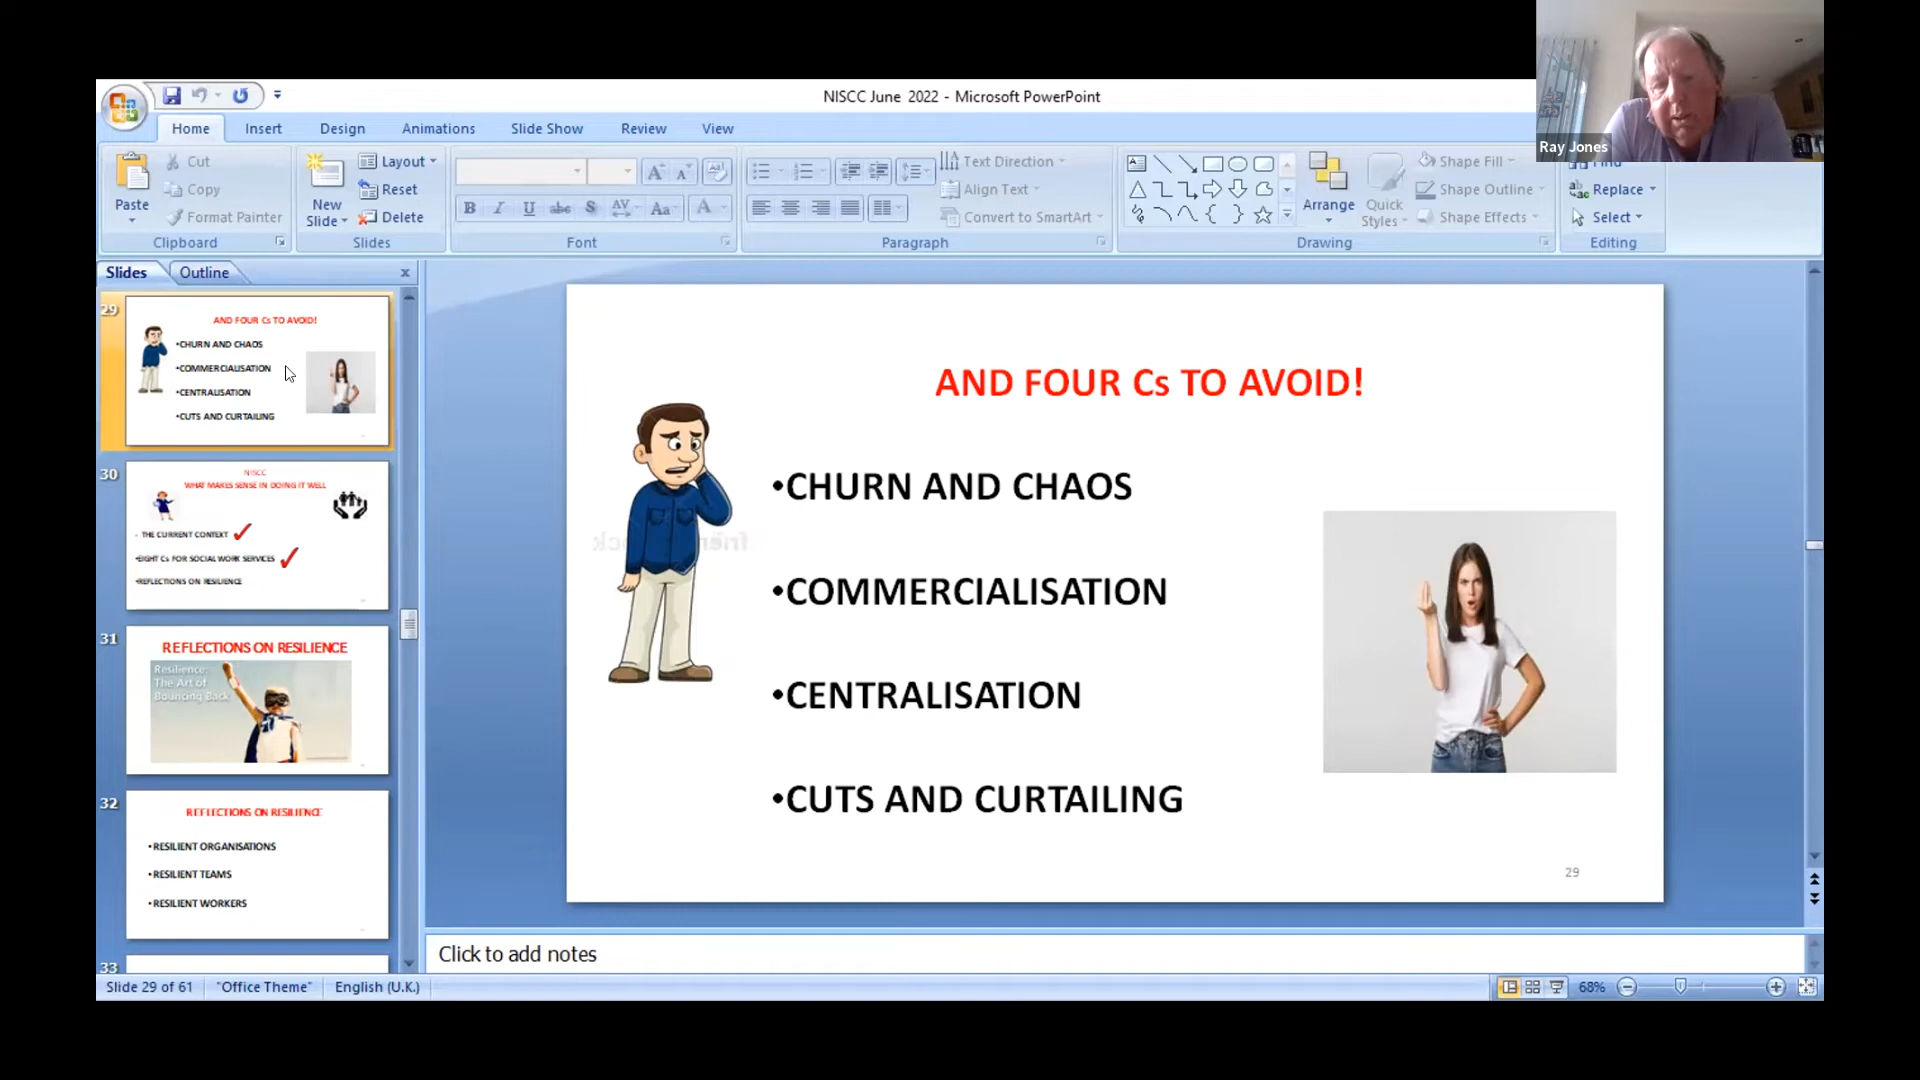 NISCC June 2022 - Microsoft PowerPoint
Ray Jones
Home Insert Design Animations Slide Show Review View
Paste
Cut
Copy
Format Painter
Clipboard
New Slide
Layout
Reset
Delete
Slides
B I U abc S AV Aa A
Font
Text Direction
Align Text
Convert to SmartArt
Paragraph
Arrange
Quick Styles
Shape Fill
Shape Outline
Shape Effects
Drawing
Find
Replace
Select
Editing
Slides Outline x
29
AND FOUR Cs TO AVOID!
•CHURN AND CHAOS
•COMMERCIALISATION
•CENTRALISATION
•CUTS AND CURTAILING
30
NISCC
WHAT MAKES SENSE IN DOING IT WELL
• THE CURRENT CONTEXT
•EIGHT Cs FOR SOCIAL WORK SERVICES
•REFLECTIONS ON RESILIENCE
31
REFLECTIONS ON RESILIENCE
Resilience:
The Art of
Bouncing Back
32
REFLECTIONS ON RESILIENCE
•RESILIENT ORGANISATIONS
•RESILIENT TEAMS
•RESILIENT WORKERS
33
AND FOUR Cs TO AVOID!
•CHURN AND CHAOS
•COMMERCIALISATION
•CENTRALISATION
•CUTS AND CURTAILING
29
Click to add notes
Slide 29 of 61 "Office Theme" English (U.K.) 68%